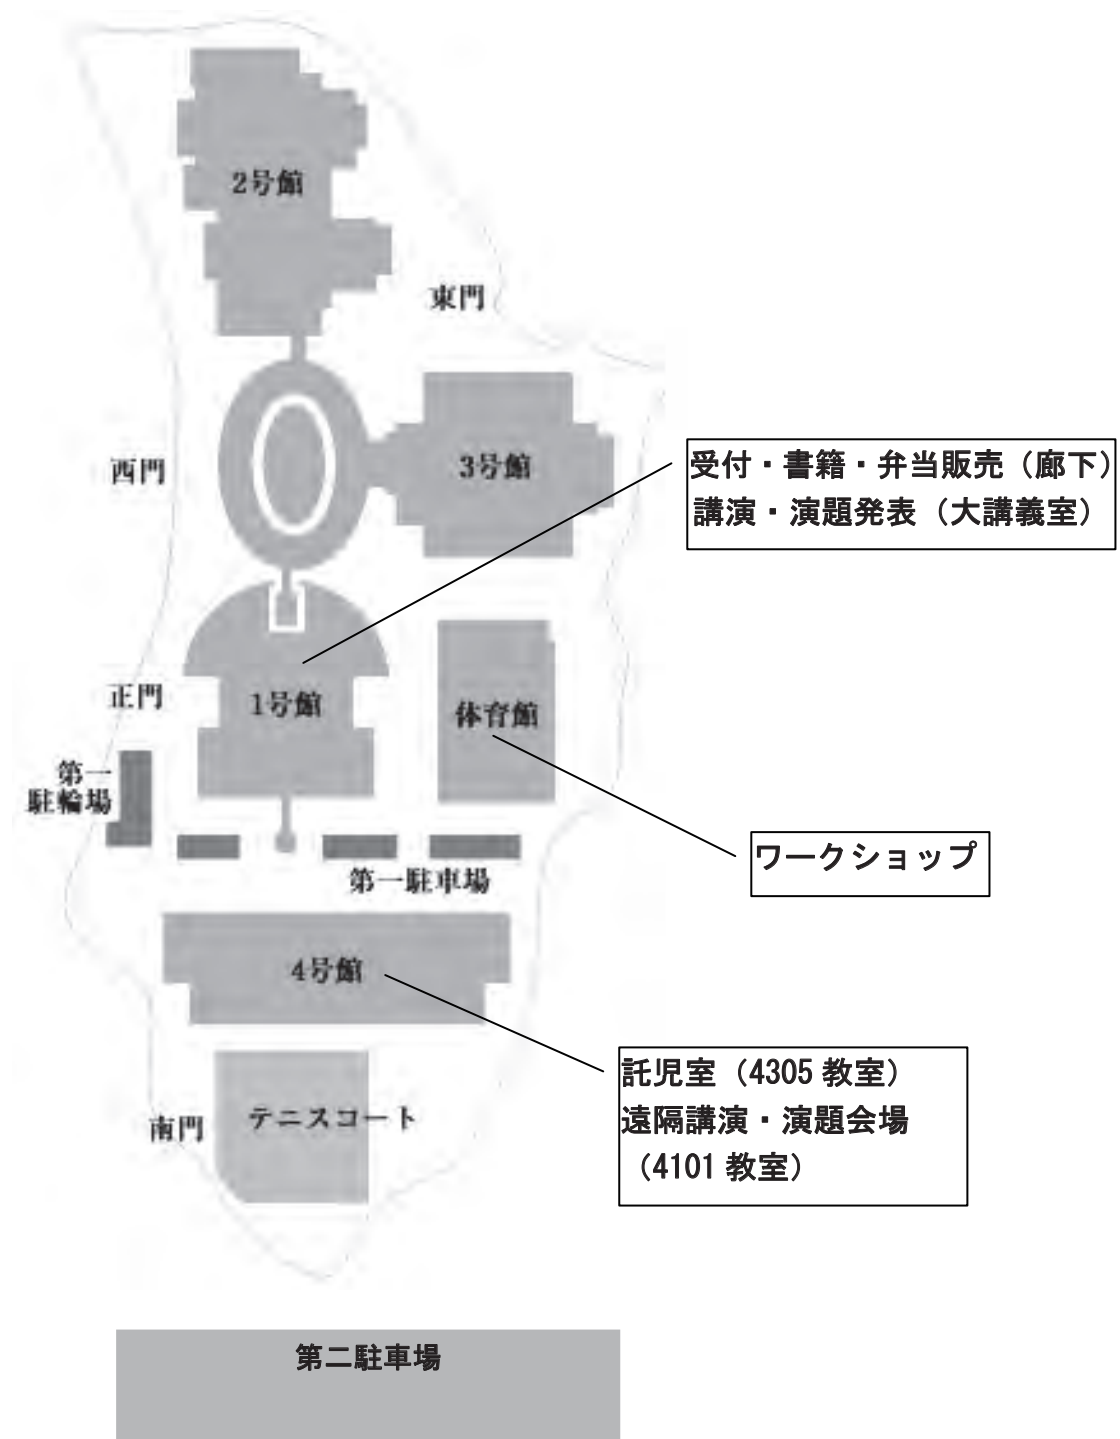 2号館
東門
西門
3号館
受付・書籍・弁当販売（廊下）
講演・演題発表（大講義室）
正門
1号館
体育館
第一
駐輪場
ワークショップ
第一駐車場
4号館
託児室（4305 教室）
遠隔講演・演題会場
（4101 教室）
南門
テニスコート
第二駐車場